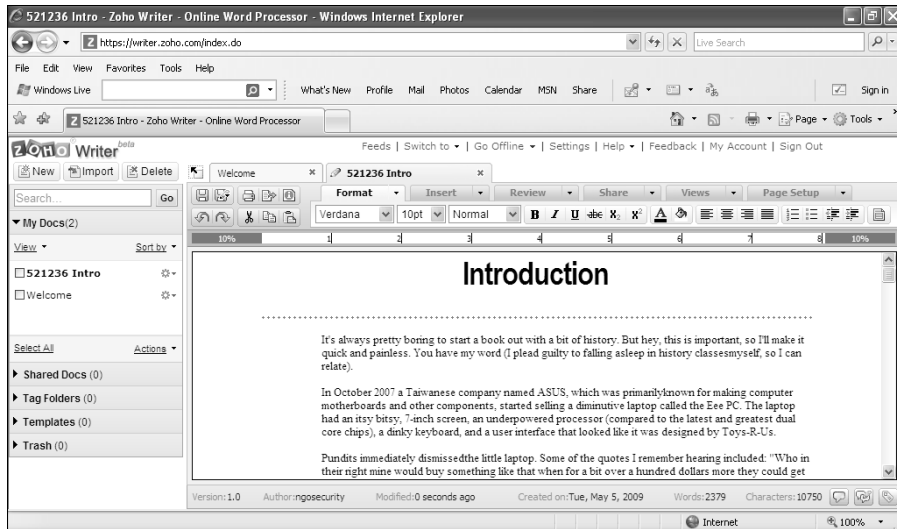 521236 Intro - Zoho Writer - Online Word Processor - Windows Internet Explorer
Z https://writer.zoho.com/index.do Live Search
File Edit View Favorites Tools Help
Windows Live What's New Profile Mail Photos Calendar MSN Share Sign in
Z 521236 Intro - Zoho Writer - Online Word Processor Page Tools
ZOHO Writer beta Feeds | Switch to | Go Offline | Settings | Help | Feedback | My Account | Sign Out
New Import Delete Welcome × 521236 Intro ×
Search... Go Format Insert Review Share Views Page Setup
My Docs(2) Verdana 10pt Normal B I U abc X₂ X² A
View Sort by 10% 1 2 3 4 5 6 7 8 10%
521236 Intro
Welcome
Select All Actions
Shared Docs (0)
Tag Folders (0)
Templates (0)
Trash (0)
Introduction
It's always pretty boring to start a book out with a bit of history. But hey, this is important, so I'll make it
quick and painless. You have my word (I plead guilty to falling asleep in history classesmyself, so I can
relate).
In October 2007 a Taiwanese company named ASUS, which was primarilyknown for making computer
motherboards and other components, started selling a diminutive laptop called the Eee PC. The laptop
had an itsy bitsy, 7-inch screen, an underpowered processor (compared to the latest and greatest dual
core chips), a dinky keyboard, and a user interface that looked like it was designed by Toys-R-Us.
Pundits immediately dismissedthe little laptop. Some of the quotes I remember hearing included: "Who in
their right mine would buy something like that when for a bit over a hundred dollars more they could get
Version:1.0 Author:ngosecurity Modified:0 seconds ago Created on:Tue, May 5, 2009 Words:2379 Characters:10750
Internet 100%